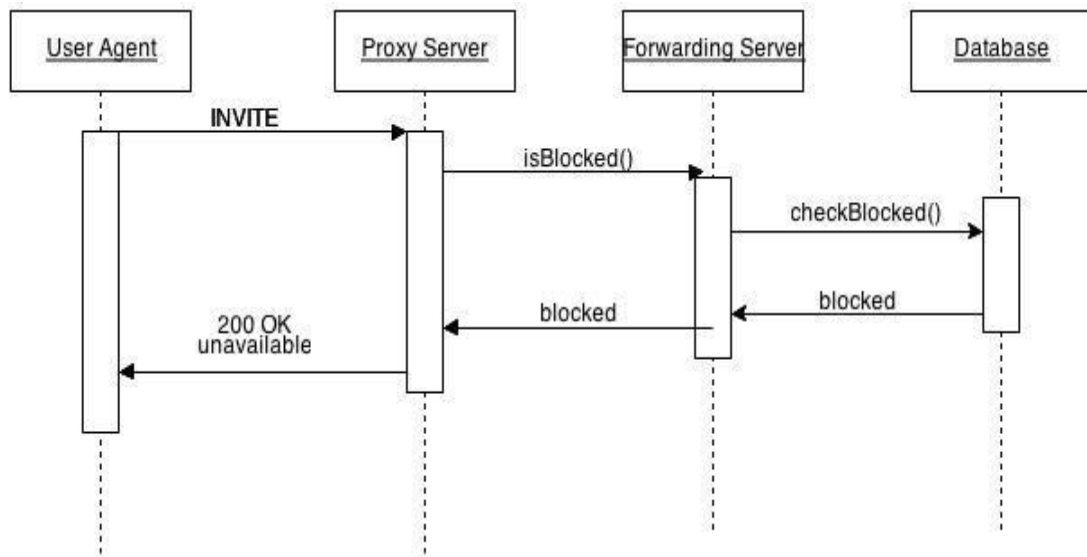 User Agent
Proxy Server
Forwarding Server
Database
INVITE
isBlocked()
checkBlocked()
blocked
blocked
200 OK
unavailable